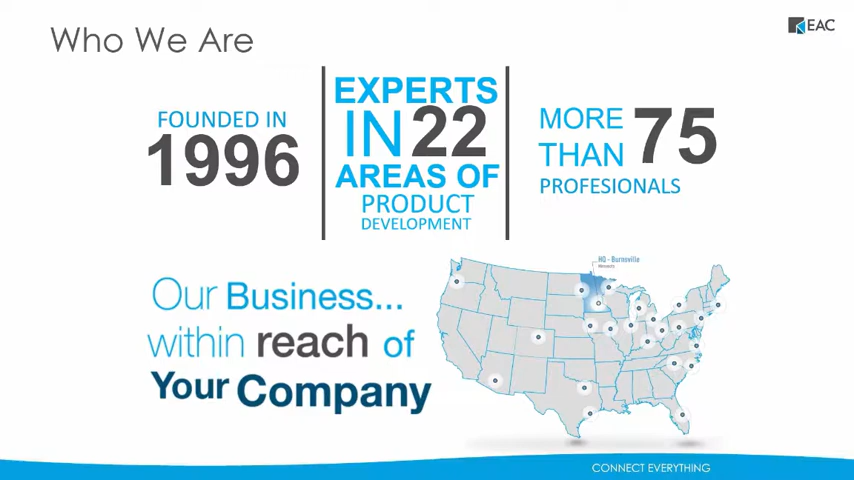 Who We Are
EAC
FOUNDED IN
1996
EXPERTS
IN 22
AREAS OF
PRODUCT
DEVELOPMENT
MORE
THAN 75
PROFESIONALS
Our Business...
within reach of
Your Company
HQ - Burnsville
Minnesota
CONNECT EVERYTHING